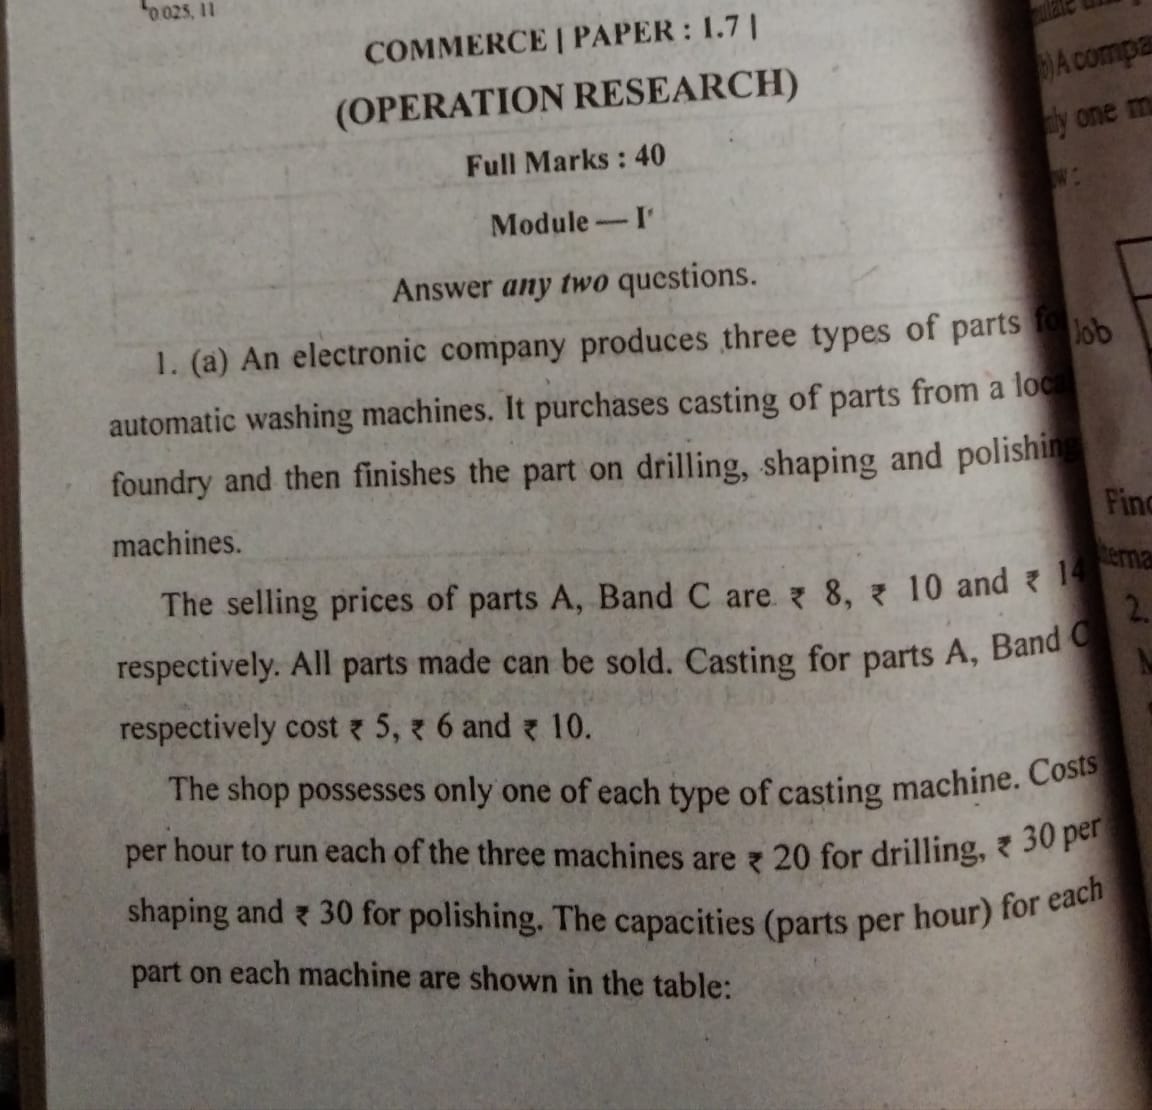 0.025, 11
COMMERCE | PAPER : 1.7 |
(OPERATION RESEARCH)
Full Marks : 40
Module — I
Answer any two questions.
1. (a) An electronic company produces three types of parts fo
automatic washing machines. It purchases casting of parts from a loca
foundry and then finishes the part on drilling, shaping and polishing
machines.
The selling prices of parts A, Band C are ₹ 8, ₹ 10 and ₹ 14
respectively. All parts made can be sold. Casting for parts A, Band C
respectively cost ₹ 5, ₹ 6 and ₹ 10.
The shop possesses only one of each type of casting machine. Costs
per hour to run each of the three machines are ₹ 20 for drilling, ₹ 30 per
shaping and ₹ 30 for polishing. The capacities (parts per hour) for each
part on each machine are shown in the table:
(b) A compa
only one m
w :
Job
Find
terna
2.